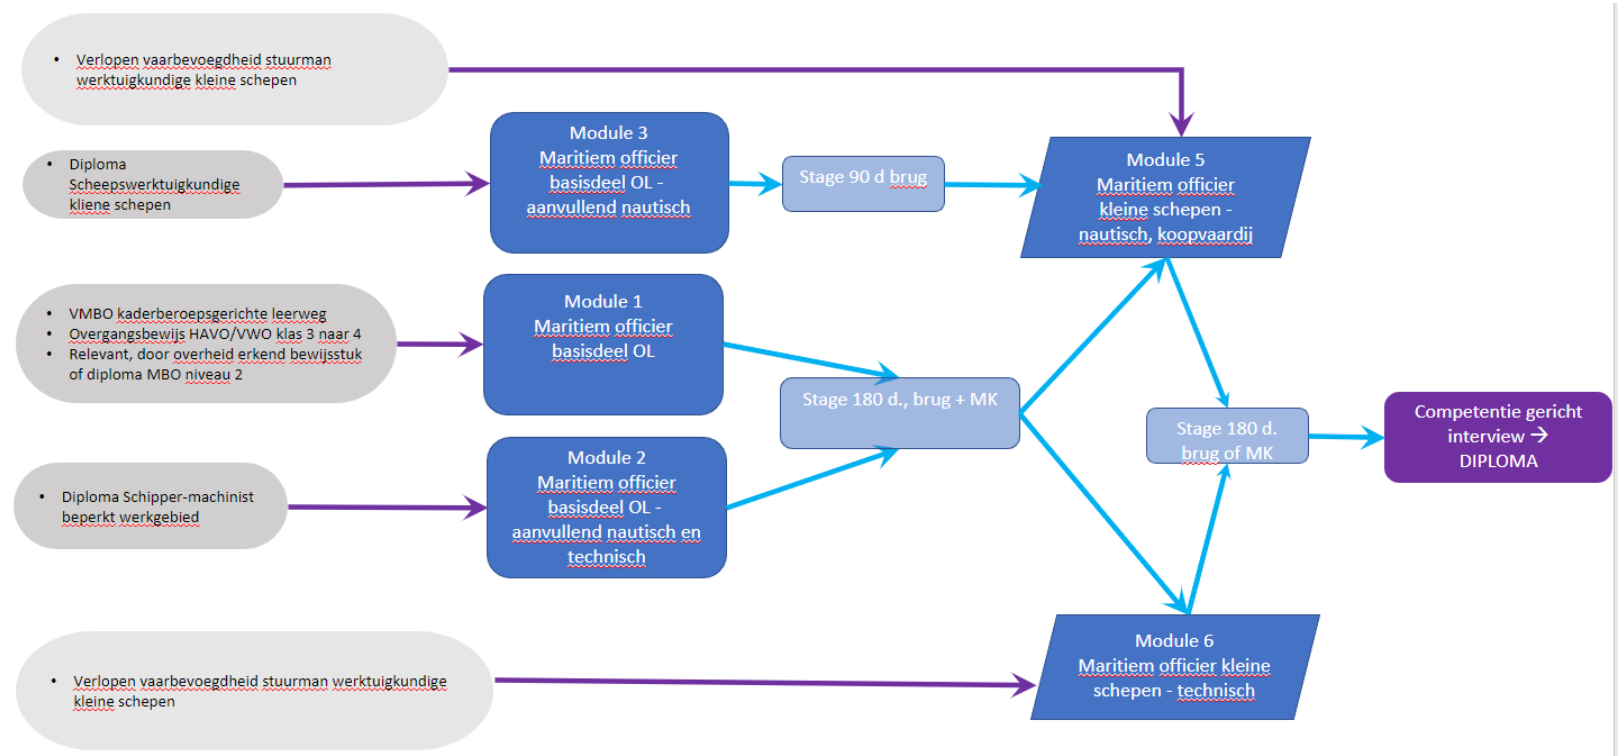 • Verlopen vaarbevoegdheid stuurman
werktuigkundige kleine schepen
• Diploma
Scheepswerktuigkundige
kliene schepen
Module 3
Maritiem officier
basisdeel OL -
aanvullend nautisch
Stage 90 d brug
Module 5
Maritiem officier
kleine schepen -
nautisch, koopvaardij
• VMBO kaderberoepsgerichte leerweg
• Overgangsbewijs HAVO/VWO klas 3 naar 4
• Relevant, door overheid erkend bewijsstuk
of diploma MBO niveau 2
Module 1
Maritiem officier
basisdeel OL
Stage 180 d., brug + MK
• Diploma Schipper-machinist
beperkt werkgebied
Module 2
Maritiem officier
basisdeel OL -
aanvullend nautisch en
technisch
Stage 180 d.
brug of MK
Competentie gericht
interview →
DIPLOMA
• Verlopen vaarbevoegdheid stuurman werktuigkundige
kleine schepen
Module 6
Maritiem officier kleine
schepen - technisch